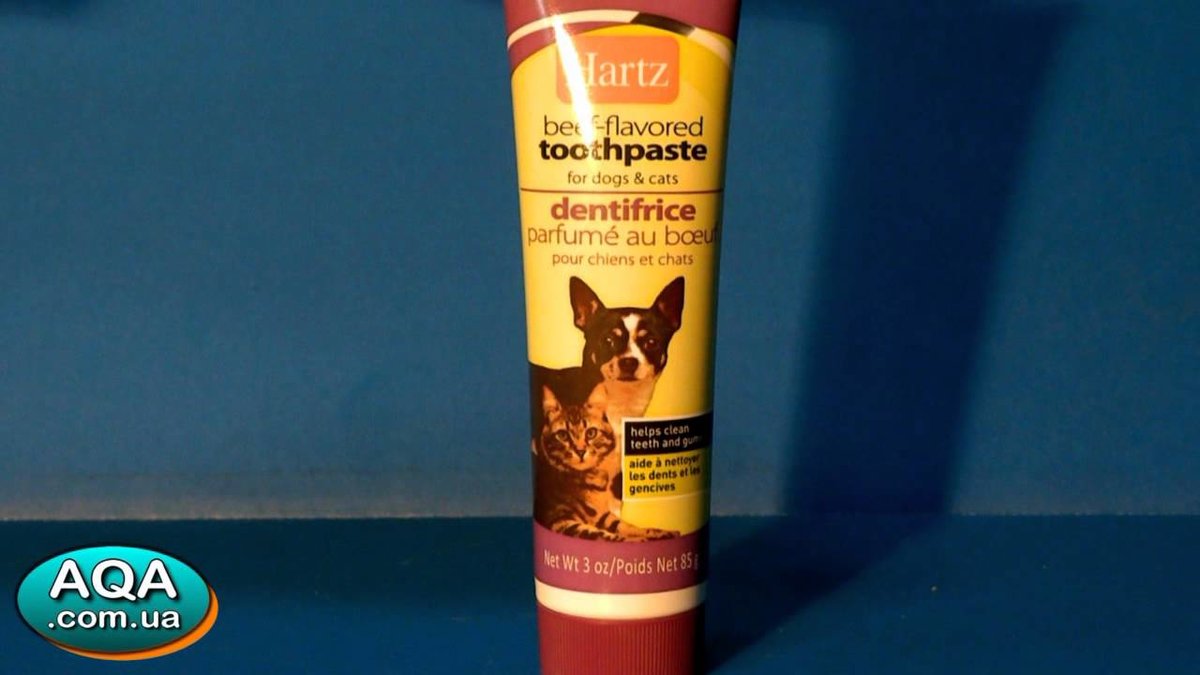 Hartz
beef-flavored
toothpaste
for dogs & cats
dentifrice
parfumé au bœuf
pour chiens et chats
helps clean
teeth and gums
aide à nettoyer
les dents et les
gencives
Net Wt 3 oz/Poids Net 85 g
AQA
.com.ua